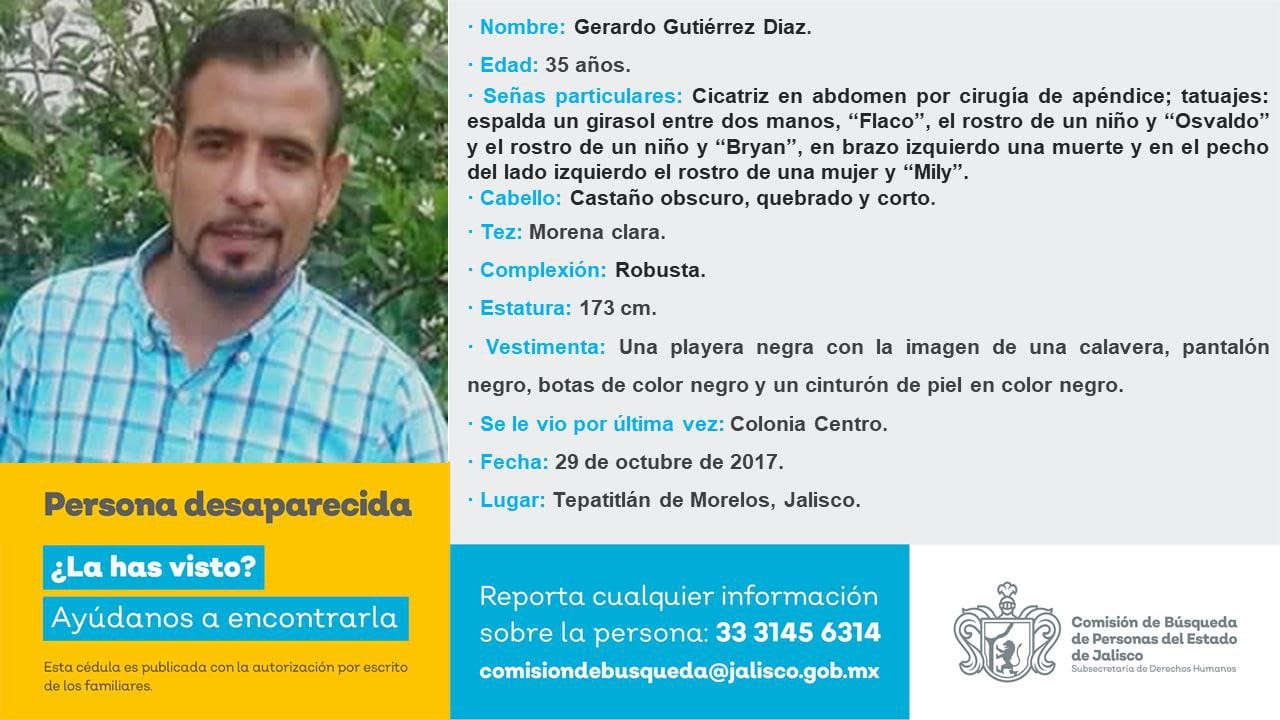 · Nombre: Gerardo Gutiérrez Diaz.
· Edad: 35 años.
· Señas particulares: Cicatriz en abdomen por cirugía de apéndice; tatuajes:
espalda un girasol entre dos manos, “Flaco”, el rostro de un niño y “Osvaldo”
y el rostro de un niño y “Bryan”, en brazo izquierdo una muerte y en el pecho
del lado izquierdo el rostro de una mujer y “Mily”.
· Cabello: Castaño obscuro, quebrado y corto.
· Tez: Morena clara.
· Complexión: Robusta.
· Estatura: 173 cm.
· Vestimenta: Una playera negra con la imagen de una calavera, pantalón
negro, botas de color negro y un cinturón de piel en color negro.
· Se le vio por última vez: Colonia Centro.
· Fecha: 29 de octubre de 2017.
· Lugar: Tepatitlán de Morelos, Jalisco.
Persona desaparecida
¿La has visto?
Ayúdanos a encontrarla
Esta cédula es publicada con la autorización por escrito
de los familiares.
Reporta cualquier información
sobre la persona: 33 3145 6314
comisiondebusqueda@jalisco.gob.mx
Comisión de Búsqueda
de Personas del Estado
de Jalisco
Subsecretaría de Derechos Humanos